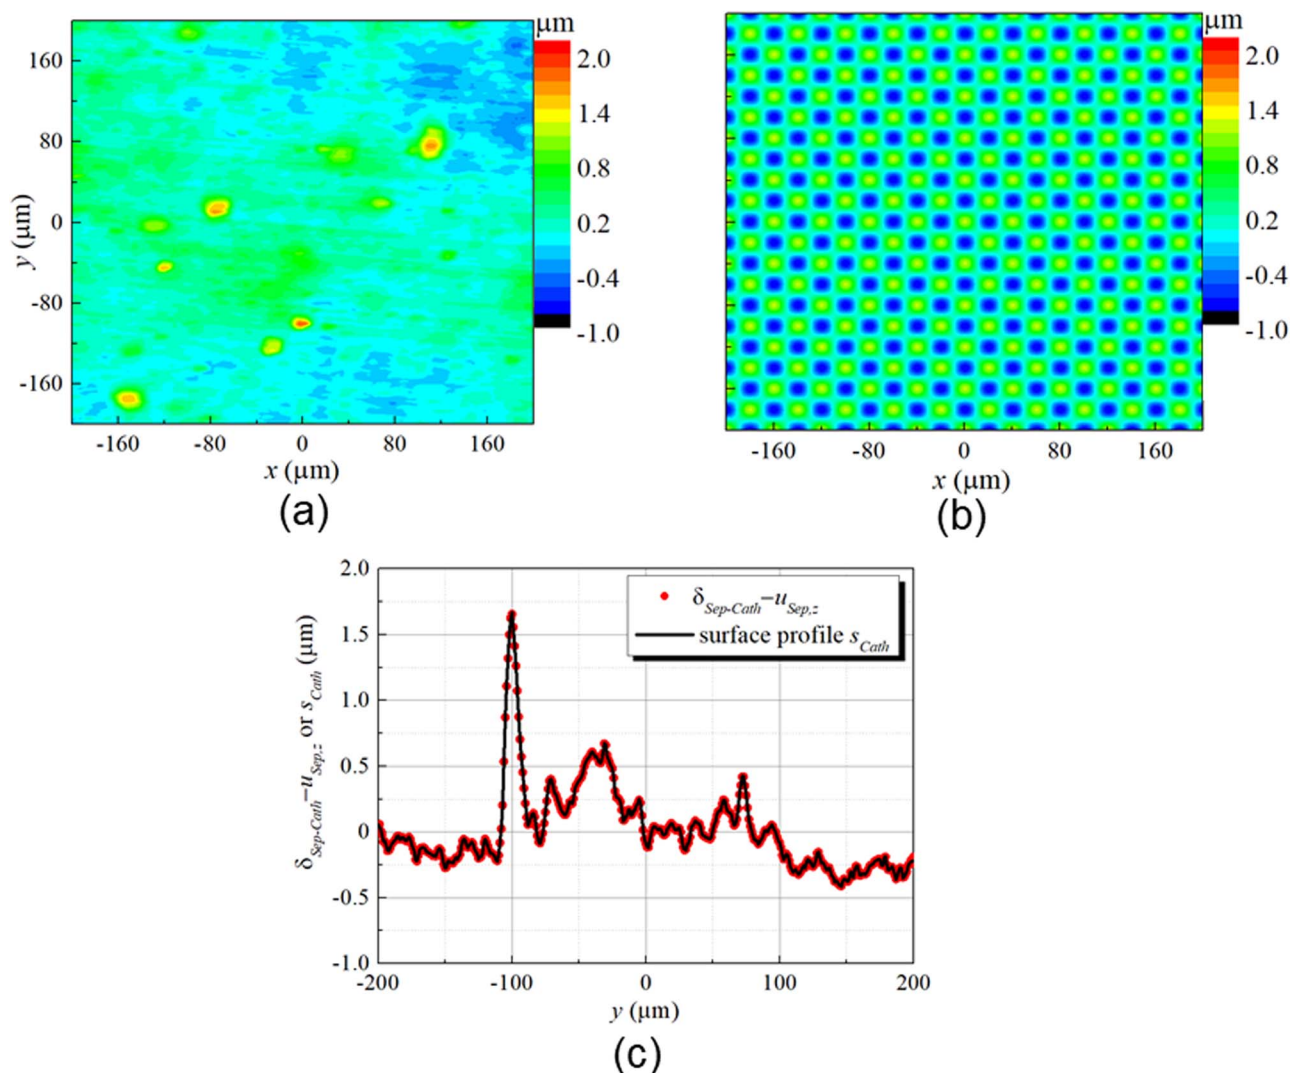 μm
2.0
1.4
0.8
0.2
-0.4
-1.0
160
80
0
-80
-160
y (μm)
-160 -80 0 80 160
x (μm)
(a)
μm
2.0
1.4
0.8
0.2
-0.4
-1.0
-160 -80 0 80 160
x (μm)
(b)
2.0
1.5
1.0
0.5
0
-0.5
-1.0
δSep-Cath−uSep,z or sCath (μm)
δSep-Cath−uSep,z
surface profile sCath
-200 -100 0 100 200
y (μm)
(c)